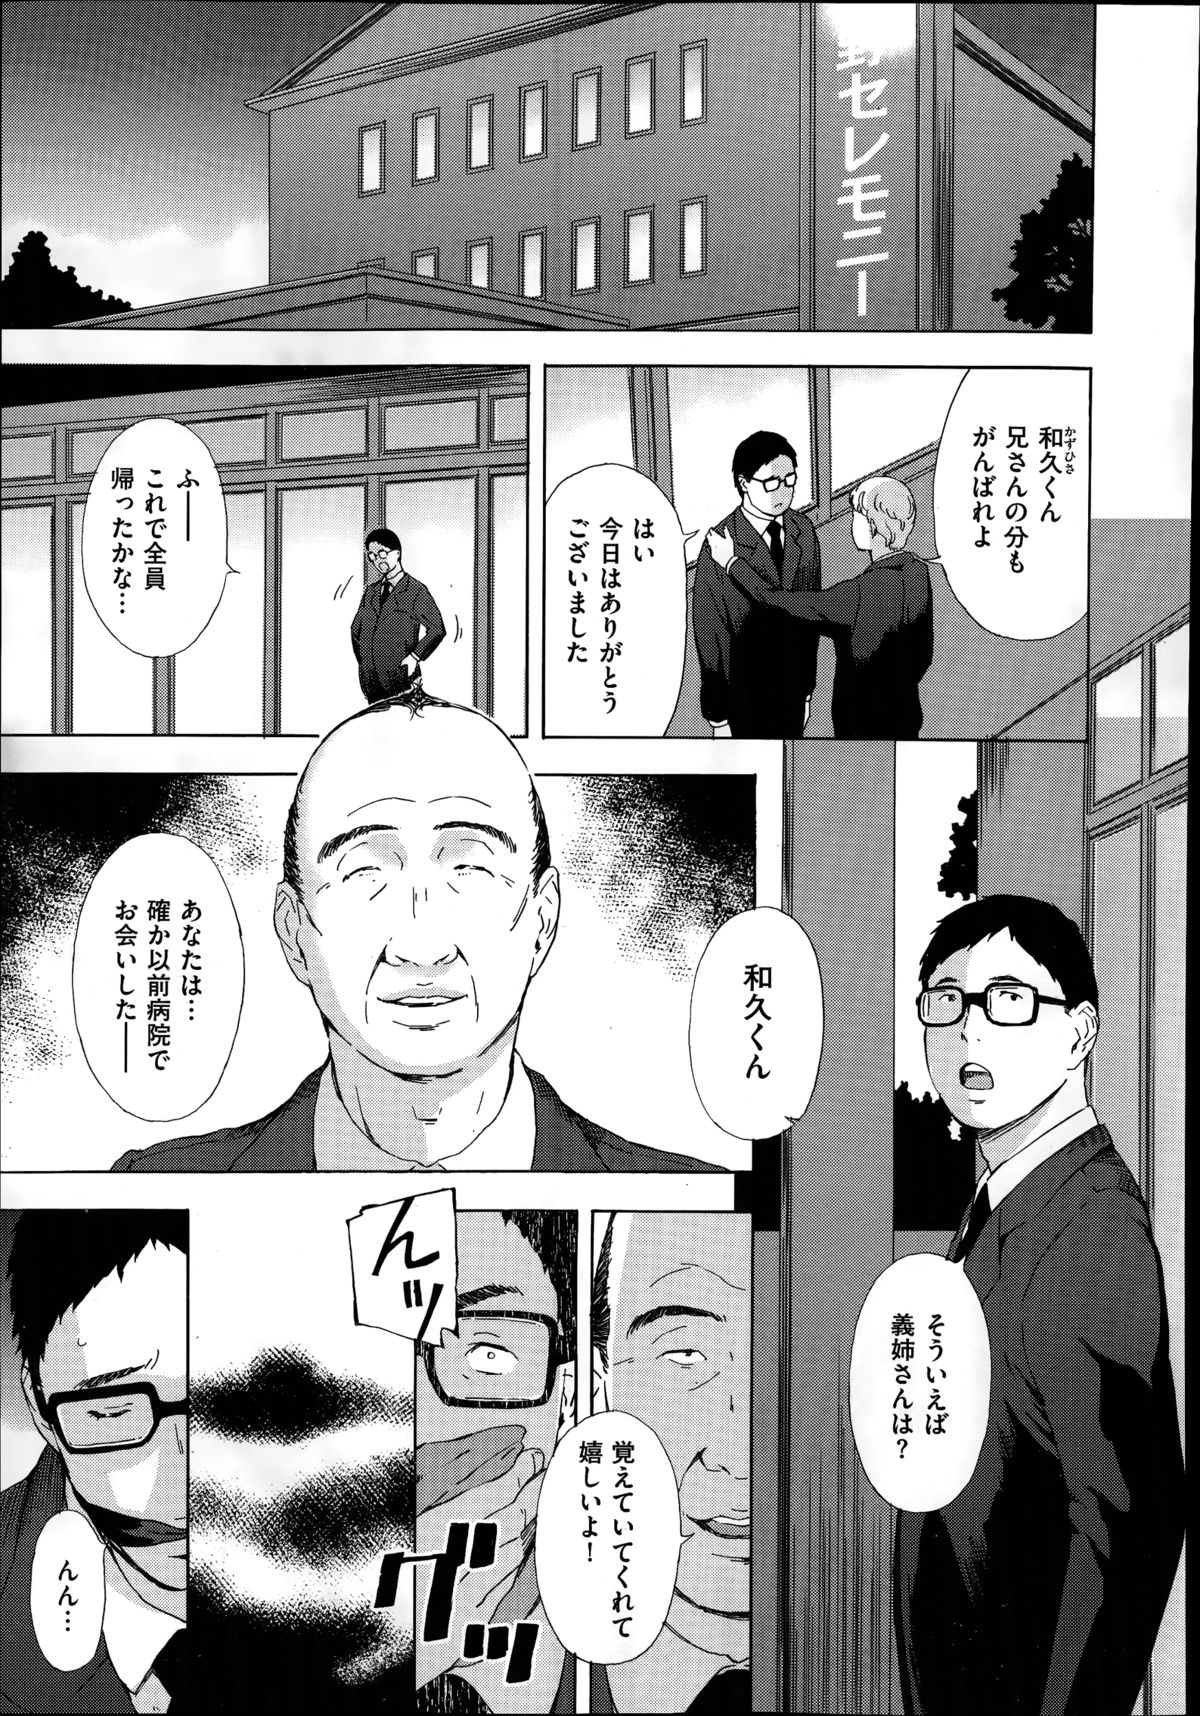 セレモニー
和久くん
かずひさ
兄さんの分も
がんばれよ
はい
今日はありがとう
ございました
ふ――
これで全員
帰ったかな…
そういえば
義姉さんは?
和久くん
あなたは…
確か以前病院で
お会いした――
覚えていてくれて
嬉しいよ!
んッ
グッ
んん…